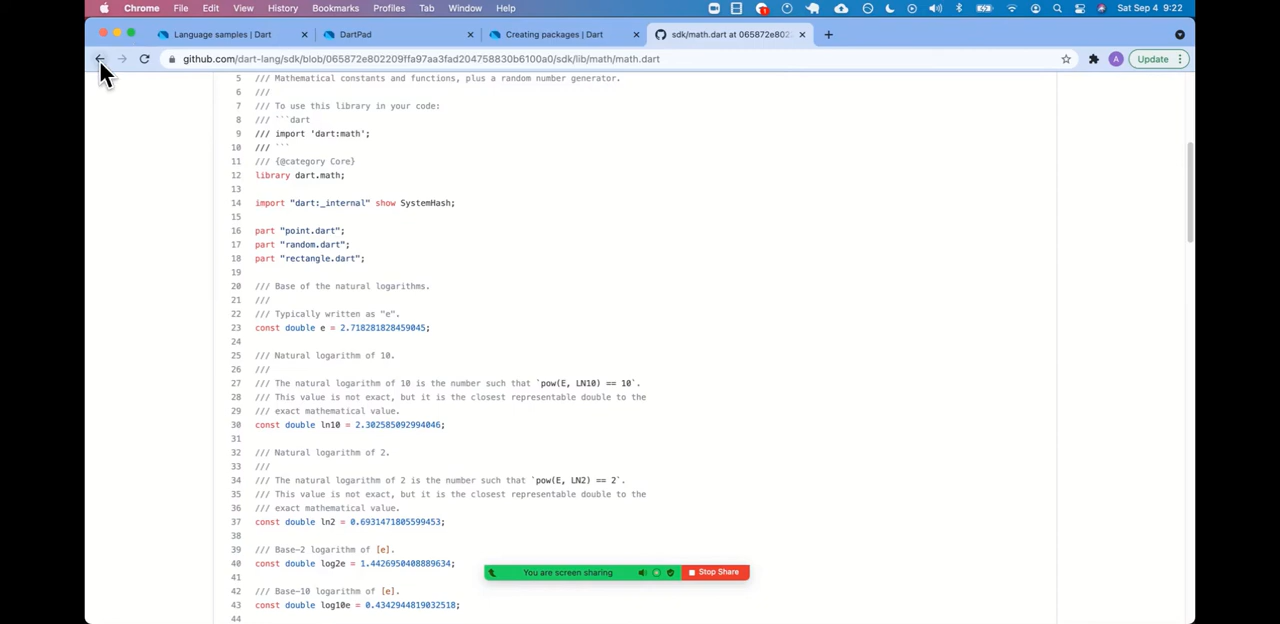 Chrome File Edit View History Bookmarks Profiles Tab Window Help Sat Sep 4 9:22
Language samples | Dart DartPad Creating packages | Dart sdk/math.dart at 065872e802
github.com/dart-lang/sdk/blob/065872e802209ffa97aa3fad204758830b6100a0/sdk/lib/math/math.dart A Update
5 /// Mathematical constants and functions, plus a random number generator.
6 ///
7 /// To use this library in your code:
8 /// ```dart
9 /// import 'dart:math';
10 /// ```
11 /// {@category Core}
12 library dart.math;
13
14 import "dart:_internal" show SystemHash;
15
16 part "point.dart";
17 part "random.dart";
18 part "rectangle.dart";
19
20 /// Base of the natural logarithms.
21 ///
22 /// Typically written as "e".
23 const double e = 2.718281828459045;
24
25 /// Natural logarithm of 10.
26 ///
27 /// The natural logarithm of 10 is the number such that `pow(E, LN10) == 10`.
28 /// This value is not exact, but it is the closest representable double to the
29 /// exact mathematical value.
30 const double ln10 = 2.302585092994046;
31
32 /// Natural logarithm of 2.
33 ///
34 /// The natural logarithm of 2 is the number such that `pow(E, LN2) == 2`.
35 /// This value is not exact, but it is the closest representable double to the
36 /// exact mathematical value.
37 const double ln2 = 0.6931471805599453;
38
39 /// Base-2 logarithm of [e].
40 const double log2e = 1.4426950408889634;
41
42 /// Base-10 logarithm of [e].
43 const double log10e = 0.4342944819032518;
44
You are screen sharing Stop Share